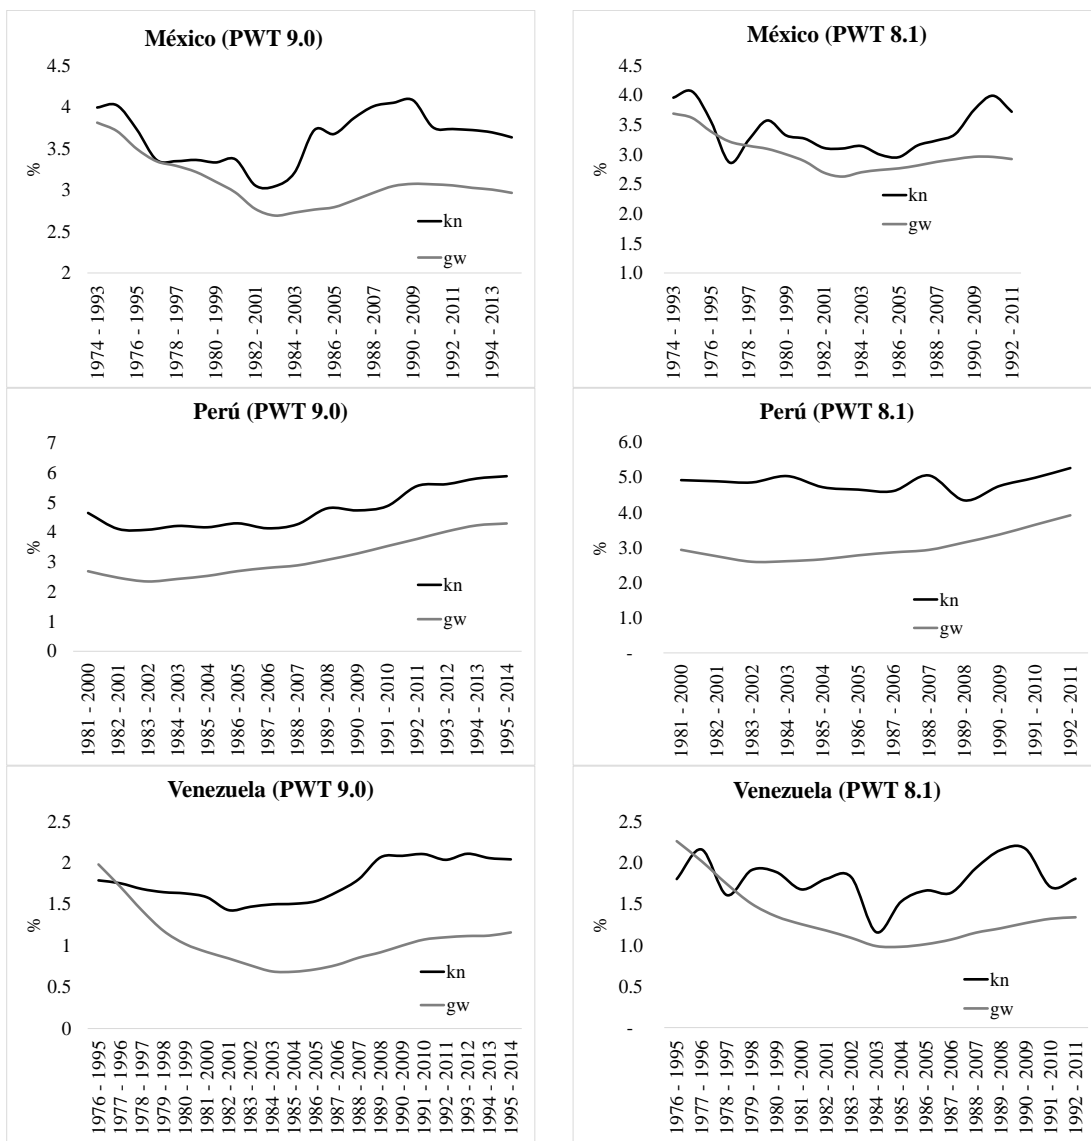 México (PWT 9.0)
4.5
4
3.5
3
2.5
2
%
kn
gw
1974 - 1993
1976 - 1995
1978 - 1997
1980 - 1999
1982 - 2001
1984 - 2003
1986 - 2005
1988 - 2007
1990 - 2009
1992 - 2011
1994 - 2013
México (PWT 8.1)
4.5
4.0
3.5
3.0
2.5
2.0
1.5
1.0
%
kn
gw
1974 - 1993
1976 - 1995
1978 - 1997
1980 - 1999
1982 - 2001
1984 - 2003
1986 - 2005
1988 - 2007
1990 - 2009
1992 - 2011
Perú (PWT 9.0)
7
6
5
4
3
2
1
0
%
kn
gw
1981 - 2000
1982 - 2001
1983 - 2002
1984 - 2003
1985 - 2004
1986 - 2005
1987 - 2006
1988 - 2007
1989 - 2008
1990 - 2009
1991 - 2010
1992 - 2011
1993 - 2012
1994 - 2013
1995 - 2014
Perú (PWT 8.1)
6.0
5.0
4.0
3.0
2.0
1.0
-
%
kn
gw
1981 - 2000
1982 - 2001
1983 - 2002
1984 - 2003
1985 - 2004
1986 - 2005
1987 - 2006
1988 - 2007
1989 - 2008
1990 - 2009
1991 - 2010
1992 - 2011
Venezuela (PWT 9.0)
2.5
2
1.5
1
0.5
0
%
kn
gw
1976 - 1995
1977 - 1996
1978 - 1997
1979 - 1998
1980 - 1999
1981 - 2000
1982 - 2001
1983 - 2002
1984 - 2003
1985 - 2004
1986 - 2005
1987 - 2006
1988 - 2007
1989 - 2008
1990 - 2009
1991 - 2010
1992 - 2011
1993 - 2012
1994 - 2013
1995 - 2014
Venezuela (PWT 8.1)
2.5
2.0
1.5
1.0
0.5
-
%
kn
gw
1976 - 1995
1977 - 1996
1978 - 1997
1979 - 1998
1980 - 1999
1981 - 2000
1982 - 2001
1983 - 2002
1984 - 2003
1985 - 2004
1986 - 2005
1987 - 2006
1988 - 2007
1989 - 2008
1990 - 2009
1991 - 2010
1992 - 2011